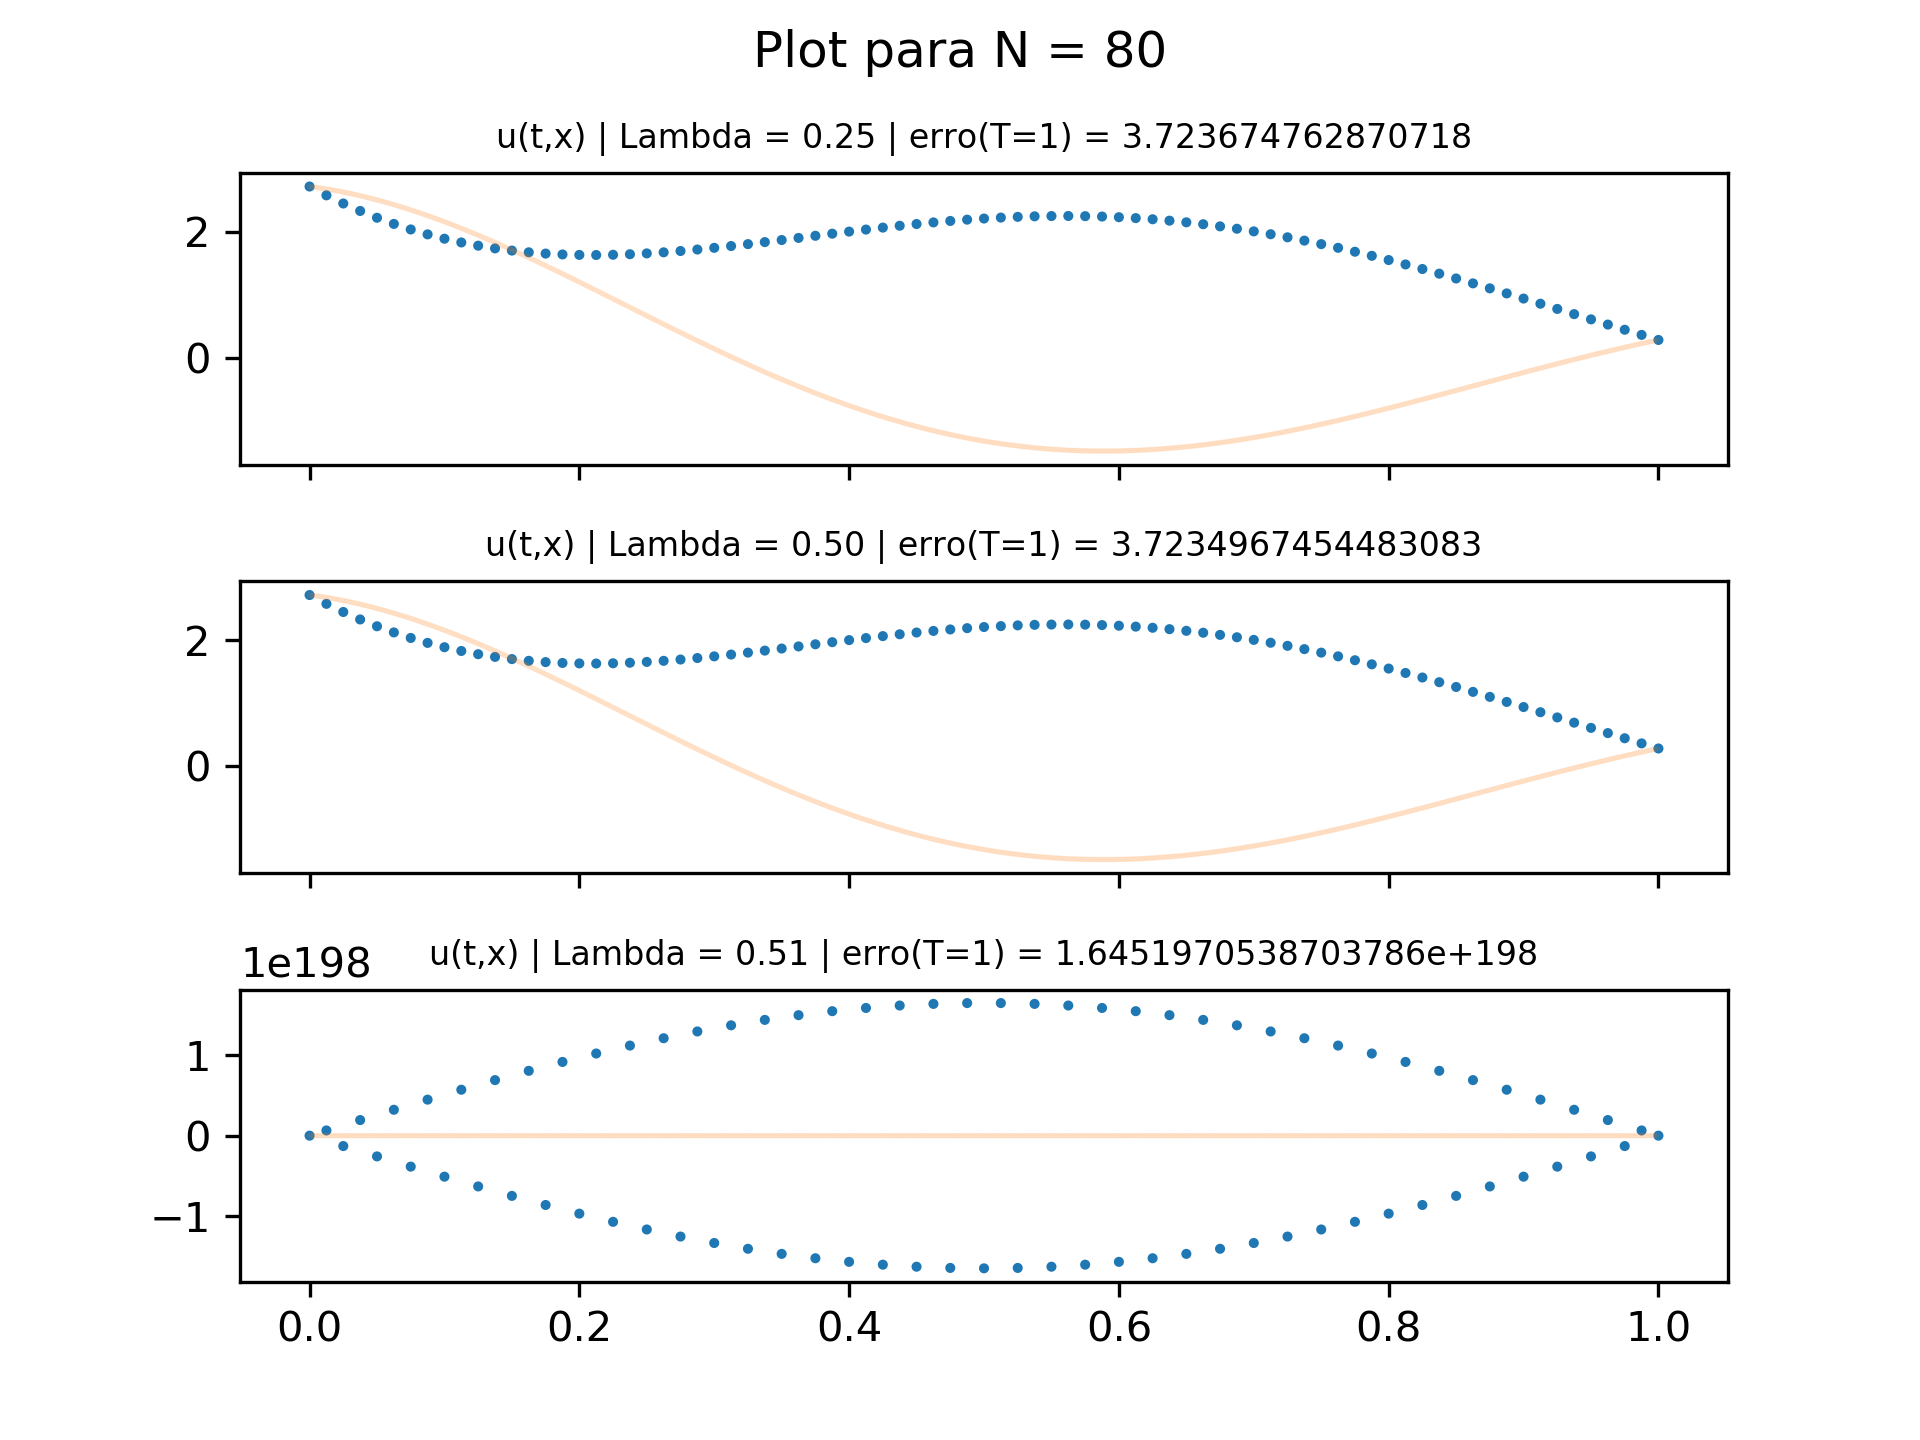 Plot para N = 80
u(t,x) | Lambda = 0.25 | erro(T=1) = 3.723674762870718
2
0
u(t,x) | Lambda = 0.50 | erro(T=1) = 3.7234967454483083
2
0
1e198
u(t,x) | Lambda = 0.51 | erro(T=1) = 1.6451970538703786e+198
1
0
−1
0.0 0.2 0.4 0.6 0.8 1.0